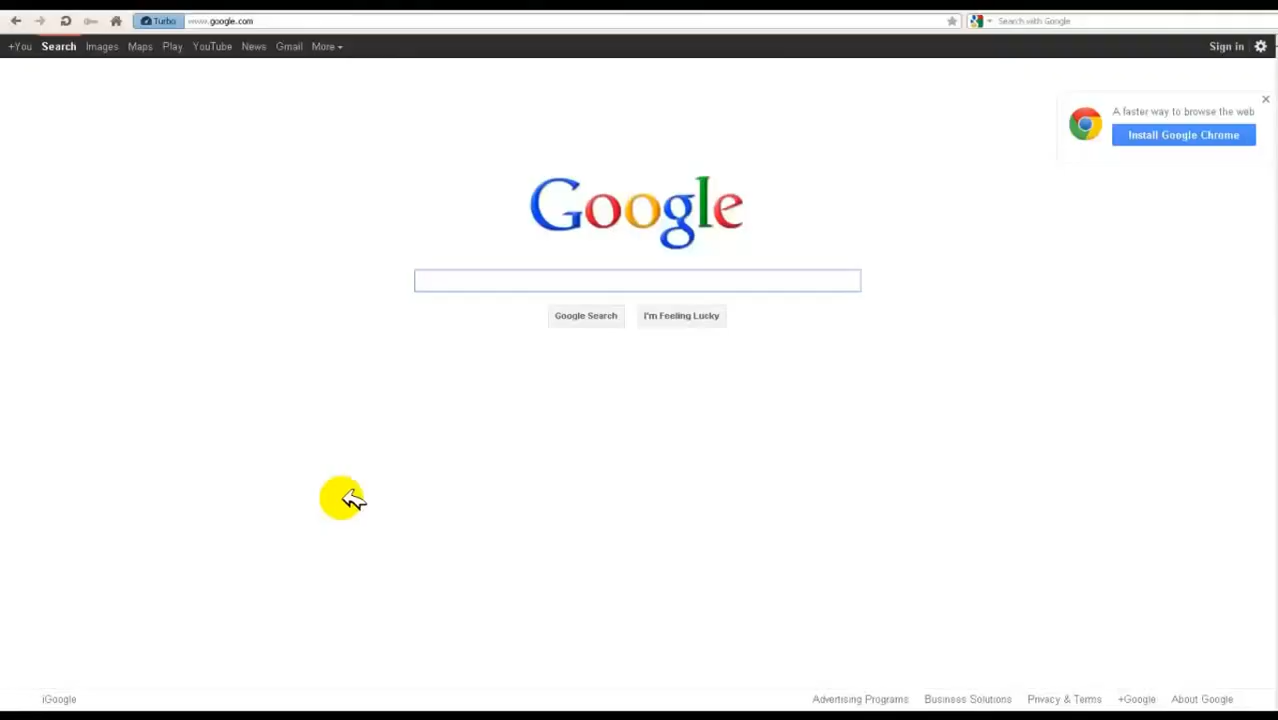 Turbo www.google.com Search with Google
+You Search Images Maps Play YouTube News Gmail More Sign in
A faster way to browse the web
Install Google Chrome
Google
Google Search I'm Feeling Lucky
iGoogle Advertising Programs Business Solutions Privacy & Terms +Google About Google